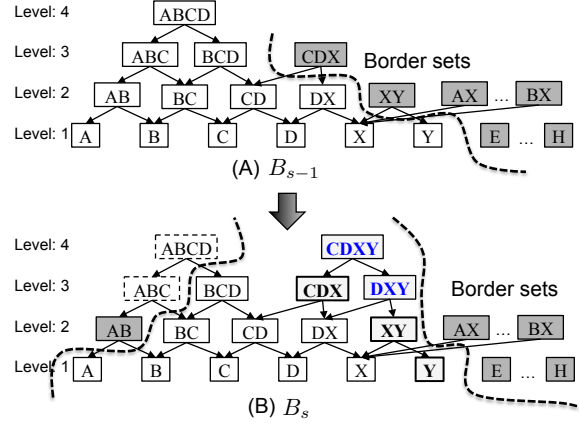 Level: 4 ABCD
Level: 3 ABC BCD CDX Border sets
Level: 2 AB BC CD DX XY AX ... BX
Level: 1 A B C D X Y E ... H
(A) B_{s-1}
Level: 4 ABCD CDXY
Level: 3 ABC BCD CDX DXY Border sets
Level: 2 AB BC CD DX XY AX ... BX
Level: 1 A B C D X Y E ... H
(B) B_s